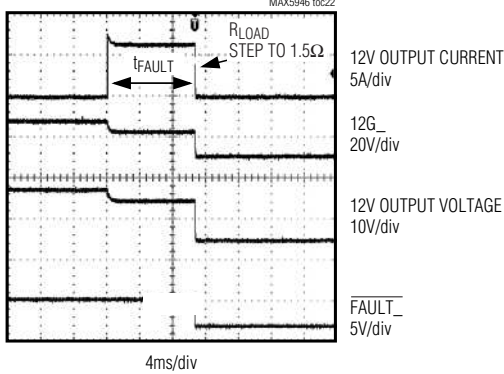 MAX5946 toc22
RLOAD
STEP TO 1.5Ω
tFAULT
12V OUTPUT CURRENT
5A/div
12G_
20V/div
12V OUTPUT VOLTAGE
10V/div
FAULT_
5V/div
4ms/div